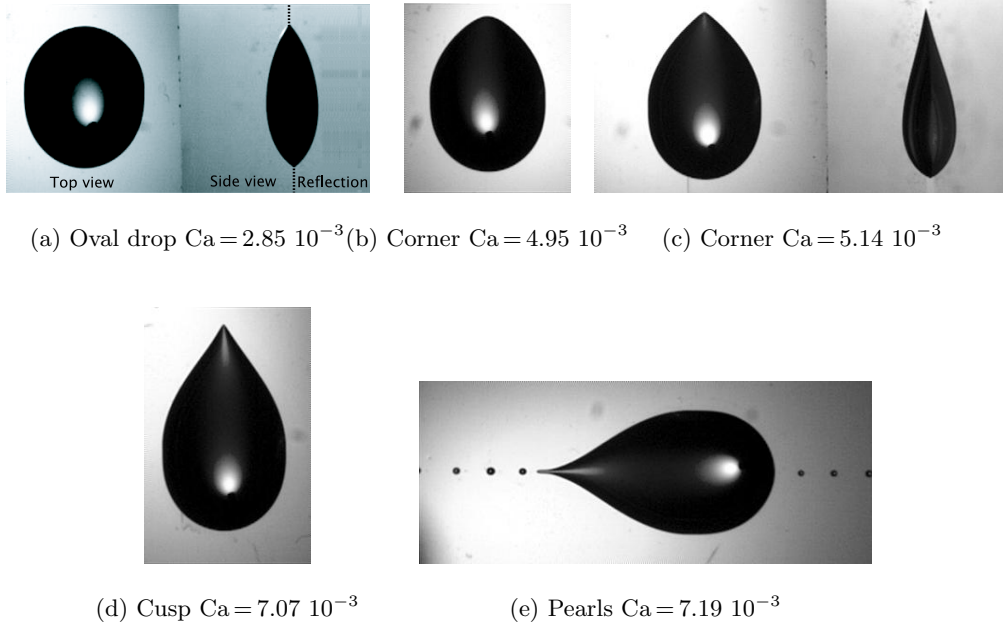 Top view
Side view
Reflection
(a) Oval drop Ca = 2.85 10⁻³
(b) Corner Ca = 4.95 10⁻³
(c) Corner Ca = 5.14 10⁻³
(d) Cusp Ca = 7.07 10⁻³
(e) Pearls Ca = 7.19 10⁻³